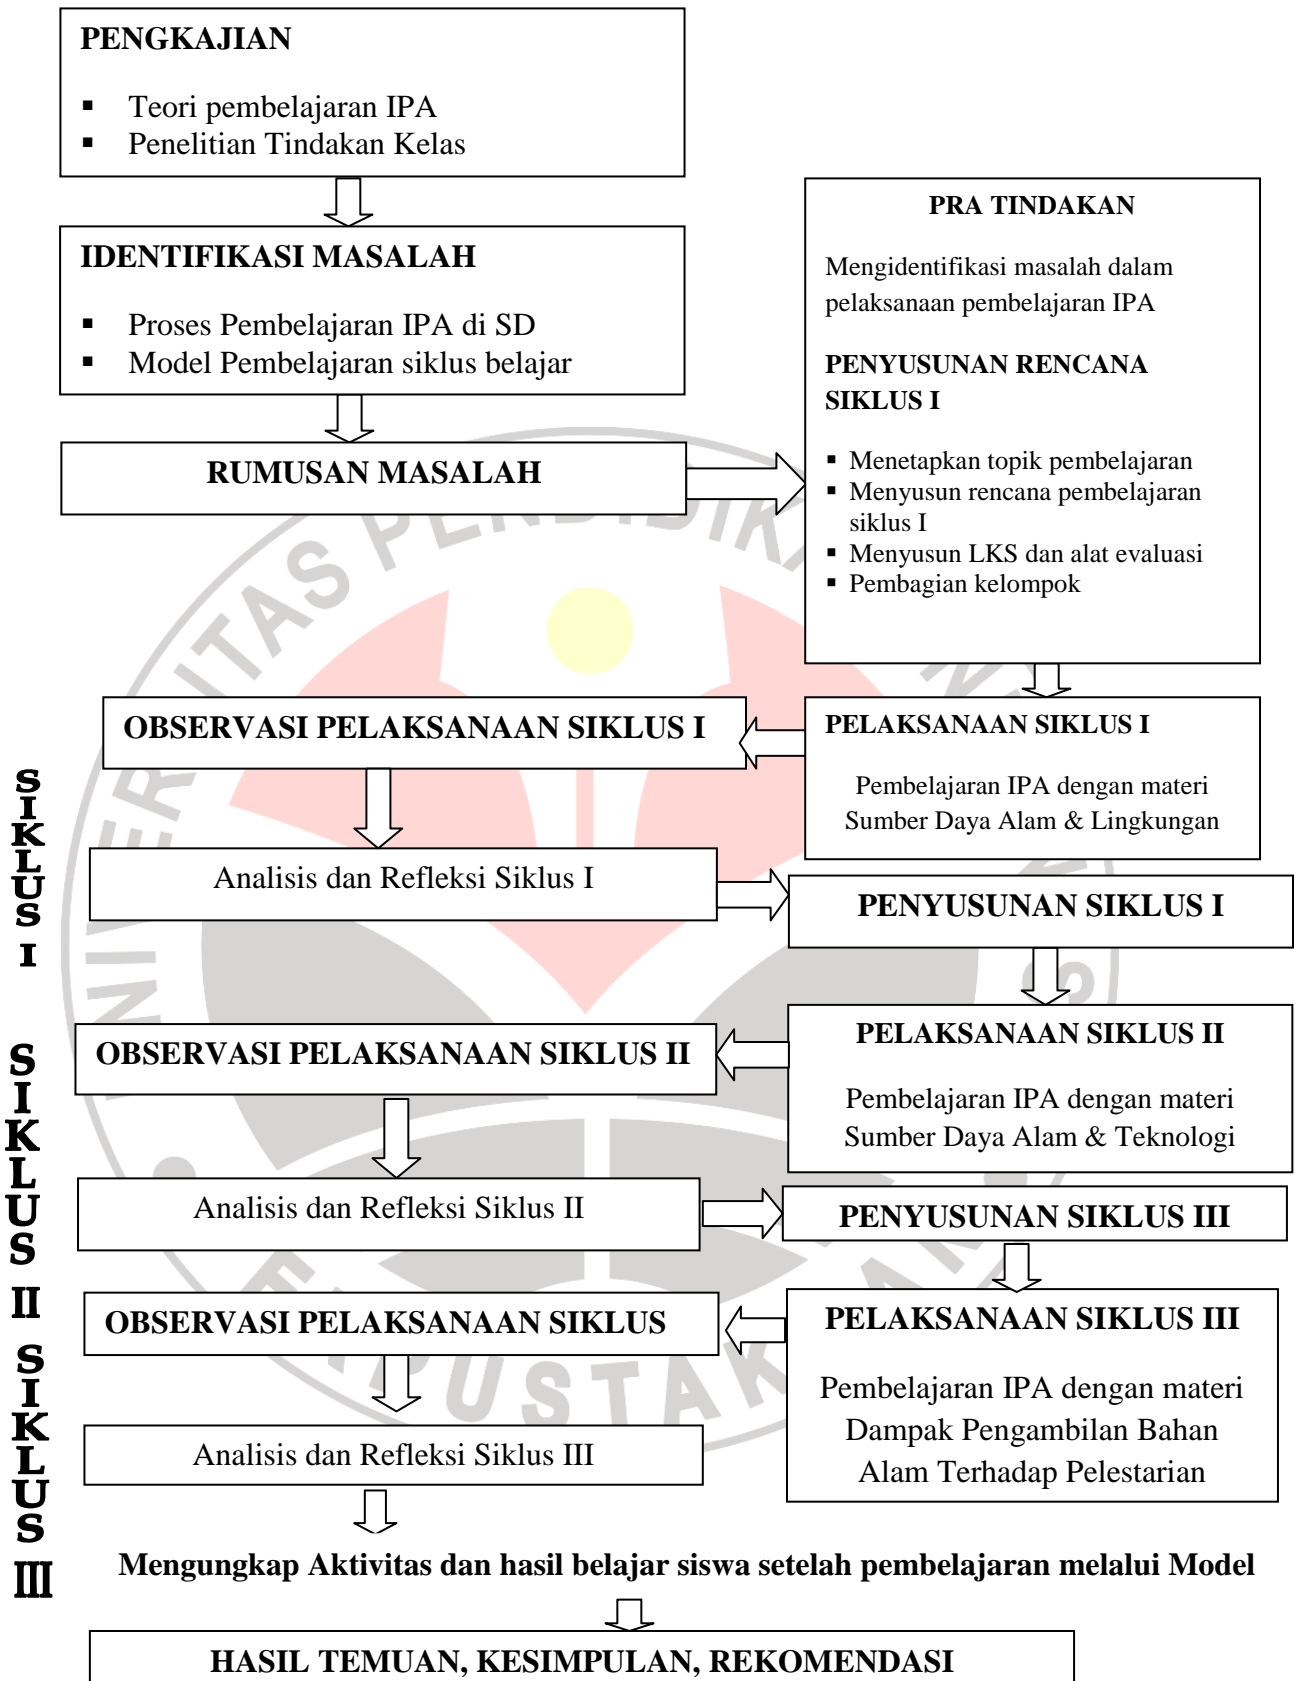 PENGKAJIAN
▪ Teori pembelajaran IPA
▪ Penelitian Tindakan Kelas
IDENTIFIKASI MASALAH
▪ Proses Pembelajaran IPA di SD
▪ Model Pembelajaran siklus belajar
RUMUSAN MASALAH
PRA TINDAKAN
Mengidentifikasi masalah dalam
pelaksanaan pembelajaran IPA
PENYUSUNAN RENCANA
SIKLUS I
▪ Menetapkan topik pembelajaran
▪ Menyusun rencana pembelajaran
siklus I
▪ Menyusun LKS dan alat evaluasi
▪ Pembagian kelompok
SIKLUS I
PELAKSANAAN SIKLUS I
Pembelajaran IPA dengan materi
Sumber Daya Alam & Lingkungan
OBSERVASI PELAKSANAAN SIKLUS I
Analisis dan Refleksi Siklus I
PENYUSUNAN SIKLUS I
SIKLUS II
PELAKSANAAN SIKLUS II
Pembelajaran IPA dengan materi
Sumber Daya Alam & Teknologi
OBSERVASI PELAKSANAAN SIKLUS II
Analisis dan Refleksi Siklus II
PENYUSUNAN SIKLUS III
SIKLUS III
PELAKSANAAN SIKLUS III
Pembelajaran IPA dengan materi
Dampak Pengambilan Bahan
Alam Terhadap Pelestarian
OBSERVASI PELAKSANAAN SIKLUS
Analisis dan Refleksi Siklus III
Mengungkap Aktivitas dan hasil belajar siswa setelah pembelajaran melalui Model
HASIL TEMUAN, KESIMPULAN, REKOMENDASI